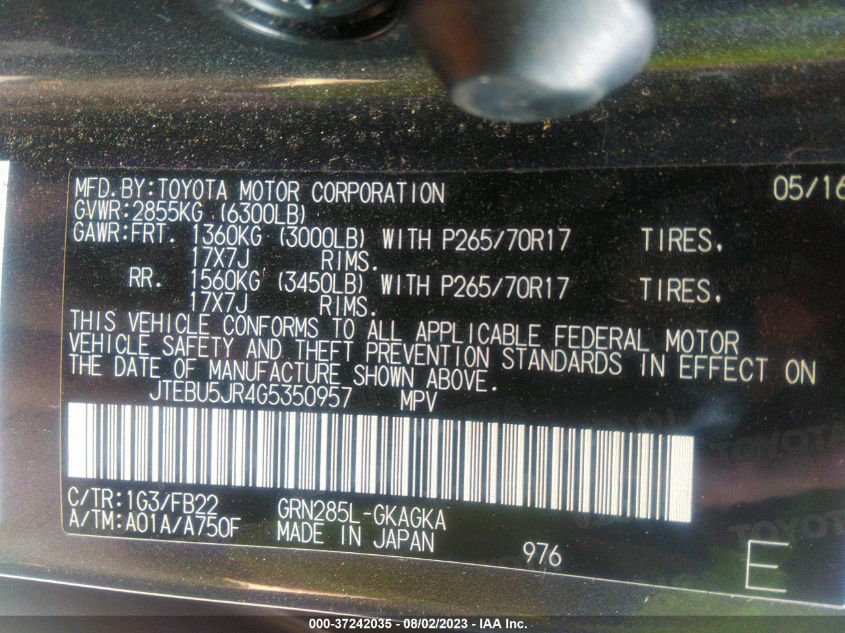 MFD.BY:TOYOTA MOTOR CORPORATION 05/16
GVWR:2855KG (6300LB)
GAWR:FRT. 1360KG (3000LB) WITH P265/70R17 TIRES,
17X7J RIMS.
RR. 1560KG (3450LB) WITH P265/70R17 TIRES,
17X7J RIMS.
THIS VEHICLE CONFORMS TO ALL APPLICABLE FEDERAL MOTOR
VEHICLE SAFETY AND THEFT PREVENTION STANDARDS IN EFFECT ON
THE DATE OF MANUFACTURE SHOWN ABOVE.
JTEBU5JR4G5350957 MPV
TOYOTA
C/TR:1G3/FB22 GRN285L-GKAGKA
A/TM:A01A/A750F MADE IN JAPAN 976 E
000-37242035 - 08/02/2023 - IAA Inc.